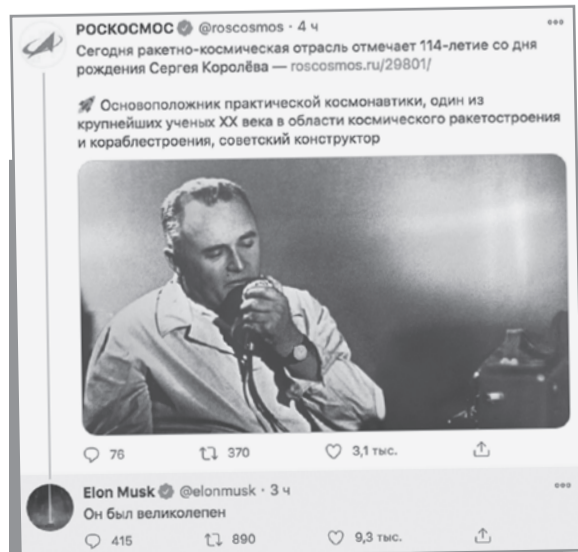 РОСКОСМОС @roscosmos · 4 ч
Сегодня ракетно-космическая отрасль отмечает 114-летие со дня
рождения Сергея Королёва — roscosmos.ru/29801/
🚀 Основоположник практической космонавтики, один из
крупнейших ученых XX века в области космического ракетостроения
и кораблестроения, советский конструктор
76 370 3,1 тыс.
Elon Musk @elonmusk · 3 ч
Он был великолепен
415 890 9,3 тыс.